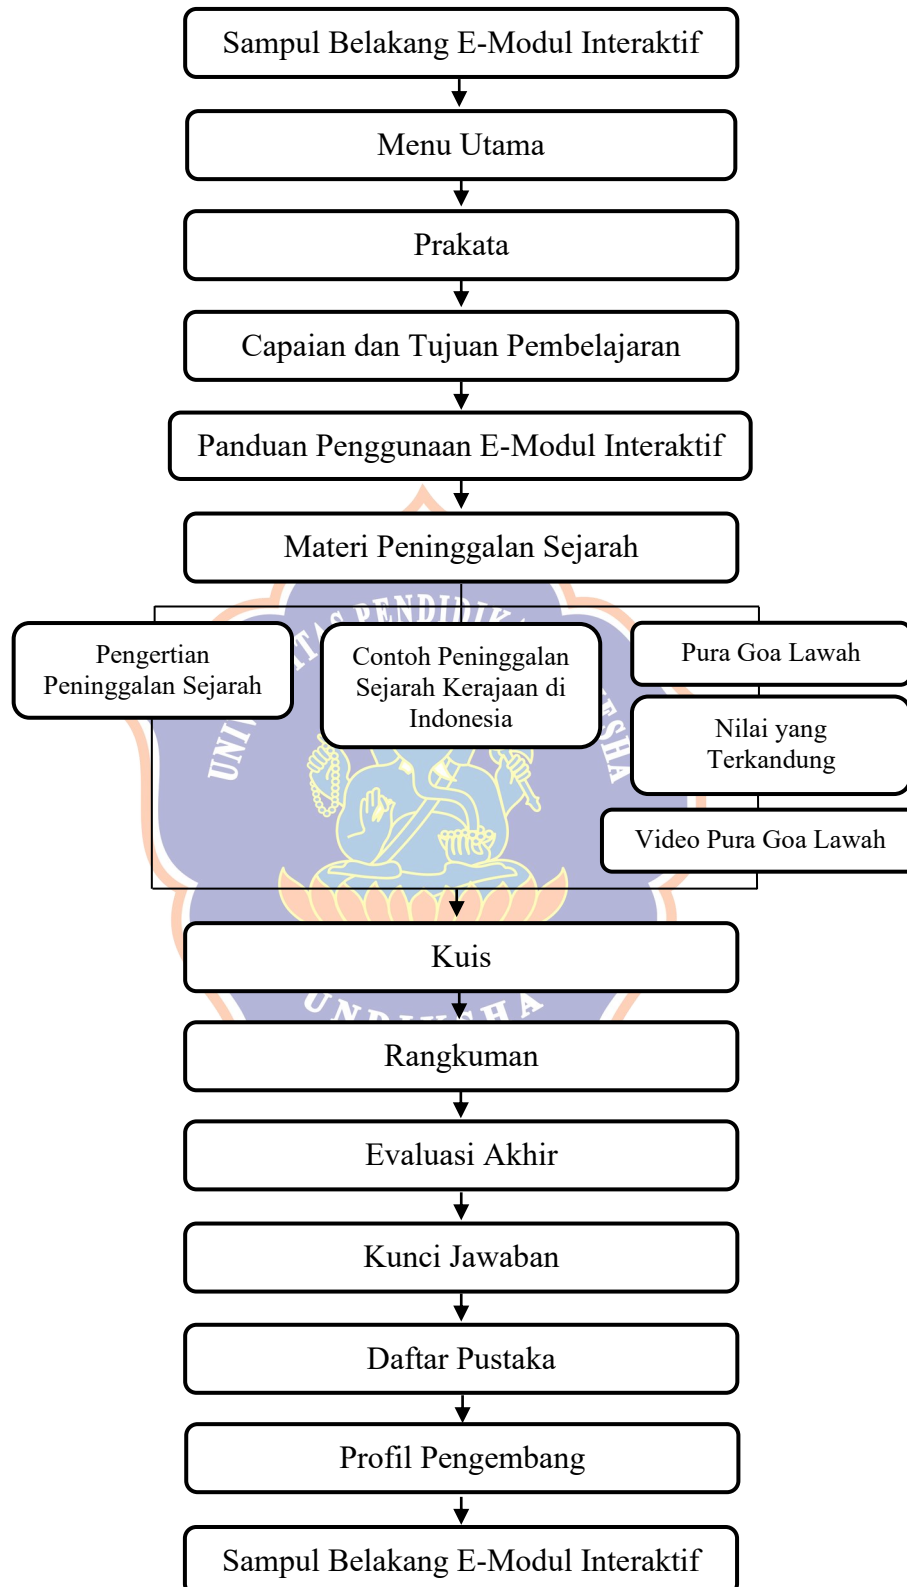 Sampul Belakang E-Modul Interaktif
Menu Utama
Prakata
Capaian dan Tujuan Pembelajaran
Panduan Penggunaan E-Modul Interaktif
Materi Peninggalan Sejarah
Pengertian
Peninggalan Sejarah
Contoh Peninggalan
Sejarah Kerajaan di
Indonesia
Pura Goa Lawah
Nilai yang
Terkandung
Video Pura Goa Lawah
Kuis
Rangkuman
Evaluasi Akhir
Kunci Jawaban
Daftar Pustaka
Profil Pengembang
Sampul Belakang E-Modul Interaktif